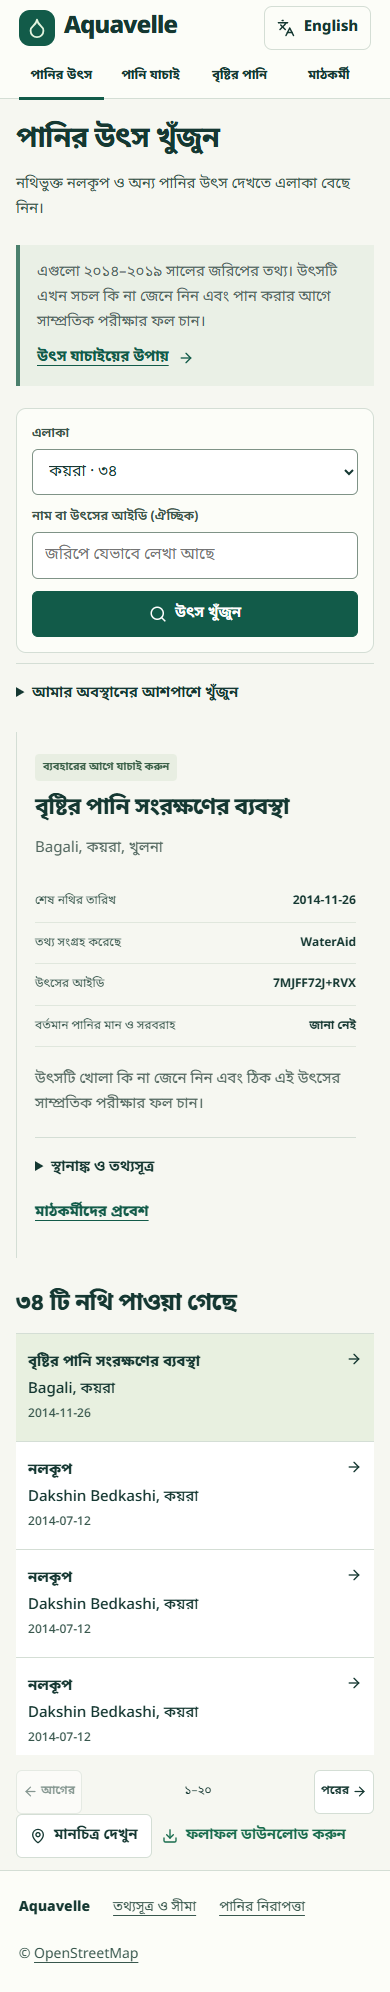 Aquavelle
English
পানির উৎস
পানি যাচাই
বৃষ্টির পানি
মাঠকর্মী
পানির উৎস খুঁজুন
নথিভুক্ত নলকূপ ও অন্য পানির উৎস দেখতে এলাকা বেছে
নিন।
এগুলো ২০১৪–২০১৯ সালের জরিপের তথ্য। উৎসটি
এখন সচল কি না জেনে নিন এবং পান করার আগে
সাম্প্রতিক পরীক্ষার ফল চান।
উৎস যাচাইয়ের উপায় →
এলাকা
কয়রা · ৩৪
নাম বা উৎসের আইডি (ঐচ্ছিক)
জরিপে যেভাবে লেখা আছে
উৎস খুঁজুন
আমার অবস্থানের আশপাশে খুঁজুন
ব্যবহারের আগে যাচাই করুন
বৃষ্টির পানি সংরক্ষণের ব্যবস্থা
Bagali, কয়রা, খুলনা
শেষ নথির তারিখ 2014-11-26
তথ্য সংগ্রহ করেছে WaterAid
উৎসের আইডি 7MJFF72J+RVX
বর্তমান পানির মান ও সরবরাহ জানা নেই
উৎসটি খোলা কি না জেনে নিন এবং ঠিক এই উৎসের
সাম্প্রতিক পরীক্ষার ফল চান।
স্থানাঙ্ক ও তথ্যসূত্র
মাঠকর্মীদের প্রবেশ
৩৪ টি নথি পাওয়া গেছে
বৃষ্টির পানি সংরক্ষণের ব্যবস্থা →
Bagali, কয়রা
2014-11-26
নলকূপ →
Dakshin Bedkashi, কয়রা
2014-07-12
নলকূপ →
Dakshin Bedkashi, কয়রা
2014-07-12
নলকূপ →
Dakshin Bedkashi, কয়রা
2014-07-12
← আগের
১–২০
পরের →
মানচিত্র দেখুন
ফলাফল ডাউনলোড করুন
Aquavelle
তথ্যসূত্র ও সীমা
পানির নিরাপত্তা
© OpenStreetMap